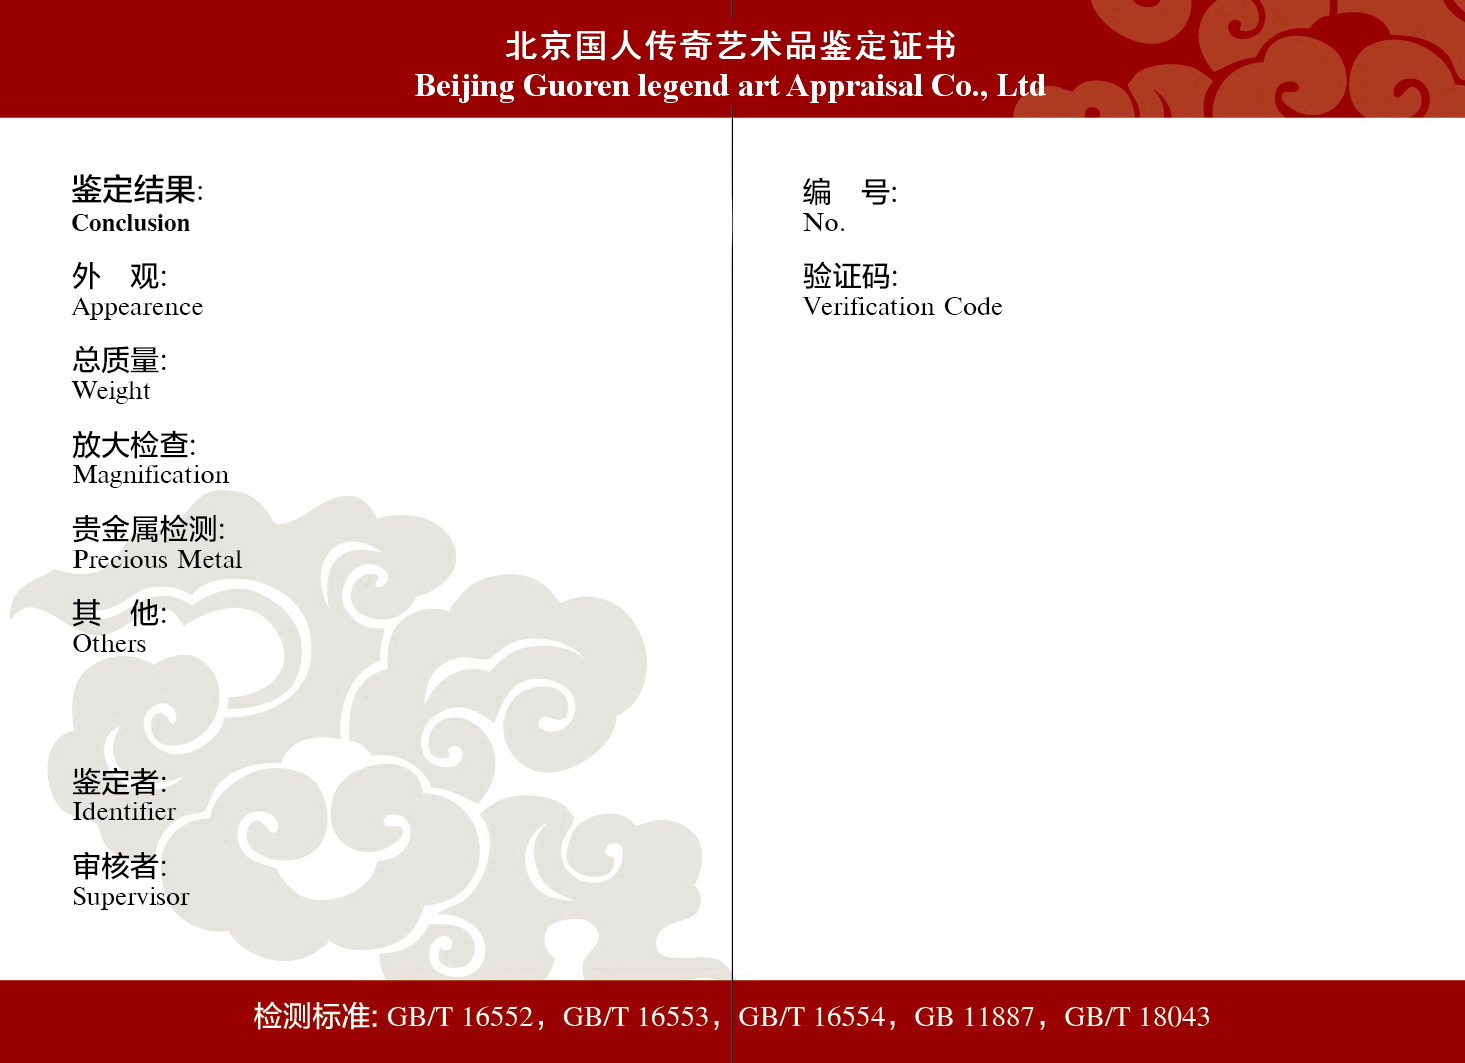 北京国人传奇艺术品鉴定证书
Beijing Guoren legend art Appraisal Co., Ltd
鉴定结果:
Conclusion
外 观:
Appearence
总质量:
Weight
放大检查:
Magnification
贵金属检测:
Precious Metal
其 他:
Others
鉴定者:
Identifier
审核者:
Supervisor
编 号:
No.
验证码:
Verification Code
检测标准: GB/T 16552，GB/T 16553，GB/T 16554，GB 11887，GB/T 18043